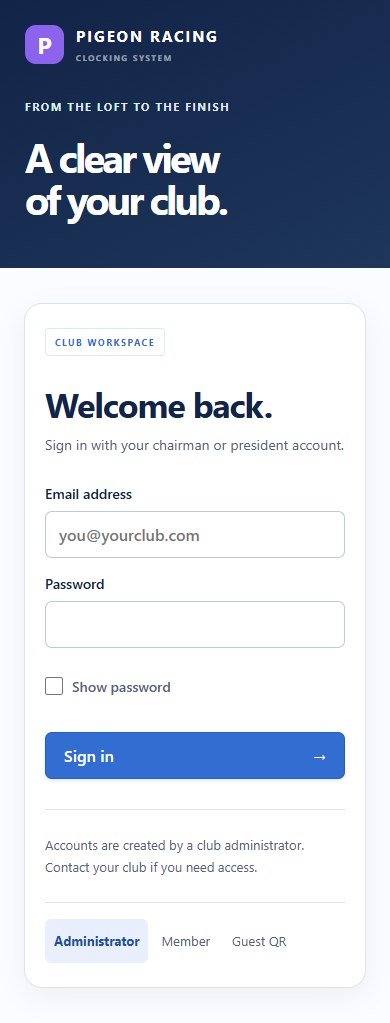 P
PIGEON RACING
CLOCKING SYSTEM
FROM THE LOFT TO THE FINISH
A clear view
of your club.
CLUB WORKSPACE
Welcome back.
Sign in with your chairman or president account.
Email address
you@yourclub.com
Password
Show password
Sign in →
Accounts are created by a club administrator.
Contact your club if you need access.
Administrator Member Guest QR